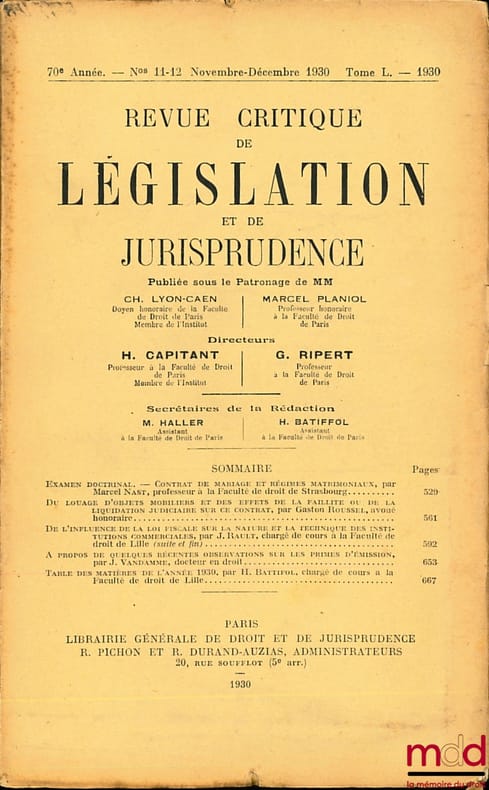 70e Année. — Nos 11-12 Novembre-Décembre 1930 Tome L. — 1930
REVUE CRITIQUE
DE
LÉGISLATION
ET DE
JURISPRUDENCE
Publiée sous le Patronage de MM
CH. LYON-CAEN
Doyen honoraire de la Faculté
de Droit de Paris
Membre de l'Institut
MARCEL PLANIOL
Professeur honoraire
à la Faculté de Droit
de Paris
Directeurs
H. CAPITANT
Professeur à la Faculté de Droit
de Paris
Membre de l'Institut
G. RIPERT
Professeur
à la Faculté de Droit
de Paris
Secrétaires de la Rédaction
M. HALLER
Assistant
à la Faculté de Droit de Paris
H. BATIFFOL
Assistant
à la Faculté de Droit de Paris
SOMMAIRE Pages
EXAMEN DOCTRINAL. — CONTRAT DE MARIAGE ET RÉGIMES MATRIMONIAUX, par
Marcel NAST, professeur à la Faculté de droit de Strasbourg.......... 529
DU LOUAGE D'OBJETS MOBILIERS ET DES EFFETS DE LA FAILLITE OU DE LA
LIQUIDATION JUDICIAIRE SUR CE CONTRAT, par Gaston ROUSSEL, avoué
honoraire.......... 561
DE L'INFLUENCE DE LA LOI FISCALE SUR LA NATURE ET LA TECHNIQUE DES INSTI-
TUTIONS COMMERCIALES, par J. RAULT, chargé de cours à la Faculté de
droit de Lille (suite et fin).......... 592
A PROPOS DE QUELQUES RÉCENTES OBSERVATIONS SUR LES PRIMES D'ÉMISSION,
par J. VANDAMME, docteur en droit.......... 653
TABLE DES MATIÈRES DE L'ANNÉE 1930, par H. BATIFOL, chargé de cours a la
Faculté de droit de Lille.......... 667
PARIS
LIBRAIRIE GÉNÉRALE DE DROIT ET DE JURISPRUDENCE
R. PICHON ET R. DURAND-AUZIAS, ADMINISTRATEURS
20, RUE SOUFFLOT (5e arr.)
1930
mdd
la mémoire du droit